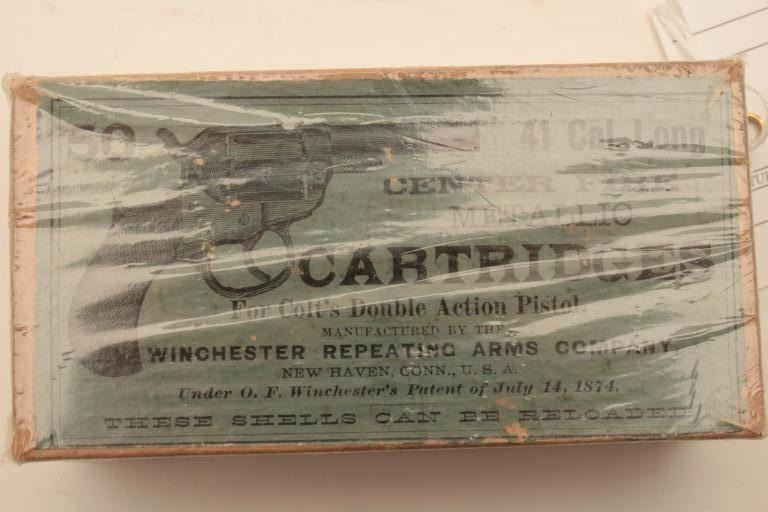 50 41 Cal. Long
CENTER FIRE
METALLIC
CARTRIDGES
For Colt's Double Action Pistol.
MANUFACTURED BY THE
WINCHESTER REPEATING ARMS COMPANY
NEW HAVEN, CONN., U. S. A.
Under O. F. Winchester's Patent of July 14, 1874.
THESE SHELLS CAN BE RELOADED